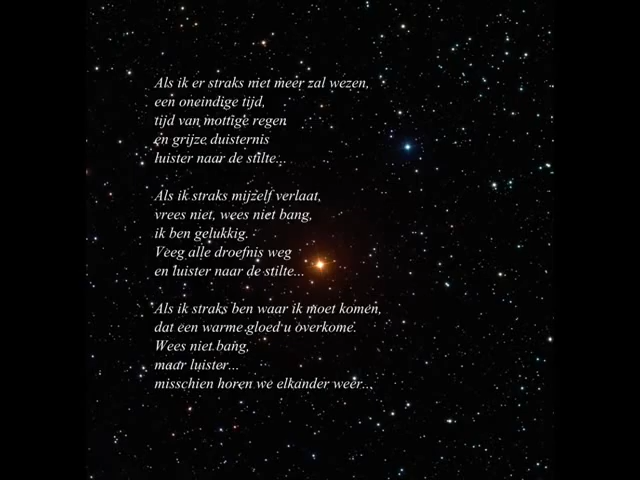 Als ik er straks niet meer zal wezen,
een oneindige tijd,
tijd van mottige regen
en grijze duisternis
luister naar de stilte...
Als ik straks mijzelf verlaat,
vrees niet, wees niet bang,
ik ben gelukkig.
Veeg alle droefnis weg
en luister naar de stilte...
Als ik straks ben waar ik moet komen,
dat een warme gloed u overkome.
Wees niet bang,
maar luister...
misschien horen we elkander weer...